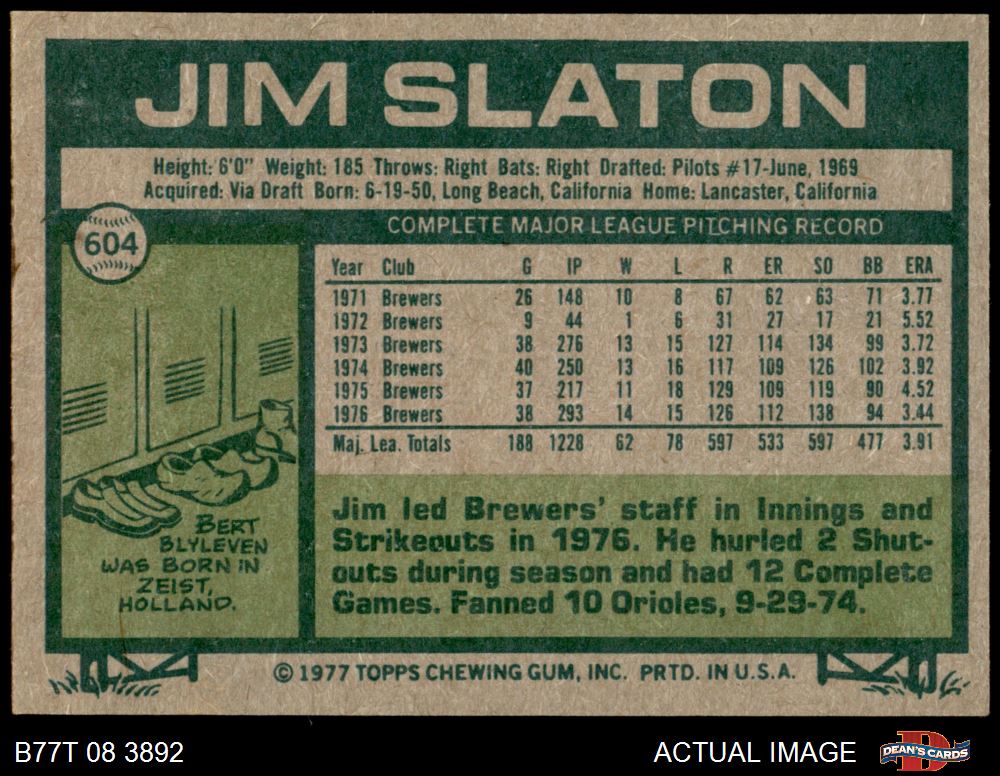 JIM SLATON
Height: 6'0" Weight: 185 Throws: Right Bats: Right Drafted: Pilots #17-June, 1969
Acquired: Via Draft Born: 6-19-50, Long Beach, California Home: Lancaster, California
604
COMPLETE MAJOR LEAGUE PITCHING RECORD
Year Club G IP W L R ER SO BB ERA
1971 Brewers 26 148 10 8 67 62 63 71 3.77
1972 Brewers 9 44 1 6 31 27 17 21 5.52
1973 Brewers 38 276 13 15 127 114 134 99 3.72
1974 Brewers 40 250 13 16 117 109 126 102 3.92
1975 Brewers 37 217 11 18 129 109 119 90 4.52
1976 Brewers 38 293 14 15 126 112 138 94 3.44
Maj. Lea. Totals 188 1228 62 78 597 533 597 477 3.91
BERT
BLYLEVEN
WAS BORN IN
ZEIST,
HOLLAND.
Jim led Brewers' staff in Innings and
Strikeouts in 1976. He hurled 2 Shut-
outs during season and had 12 Complete
Games. Fanned 10 Orioles, 9-29-74.
© 1977 TOPPS CHEWING GUM, INC. PRTD. IN U.S.A.
B77T 08 3892
ACTUAL IMAGE
DEAN'S CARDS